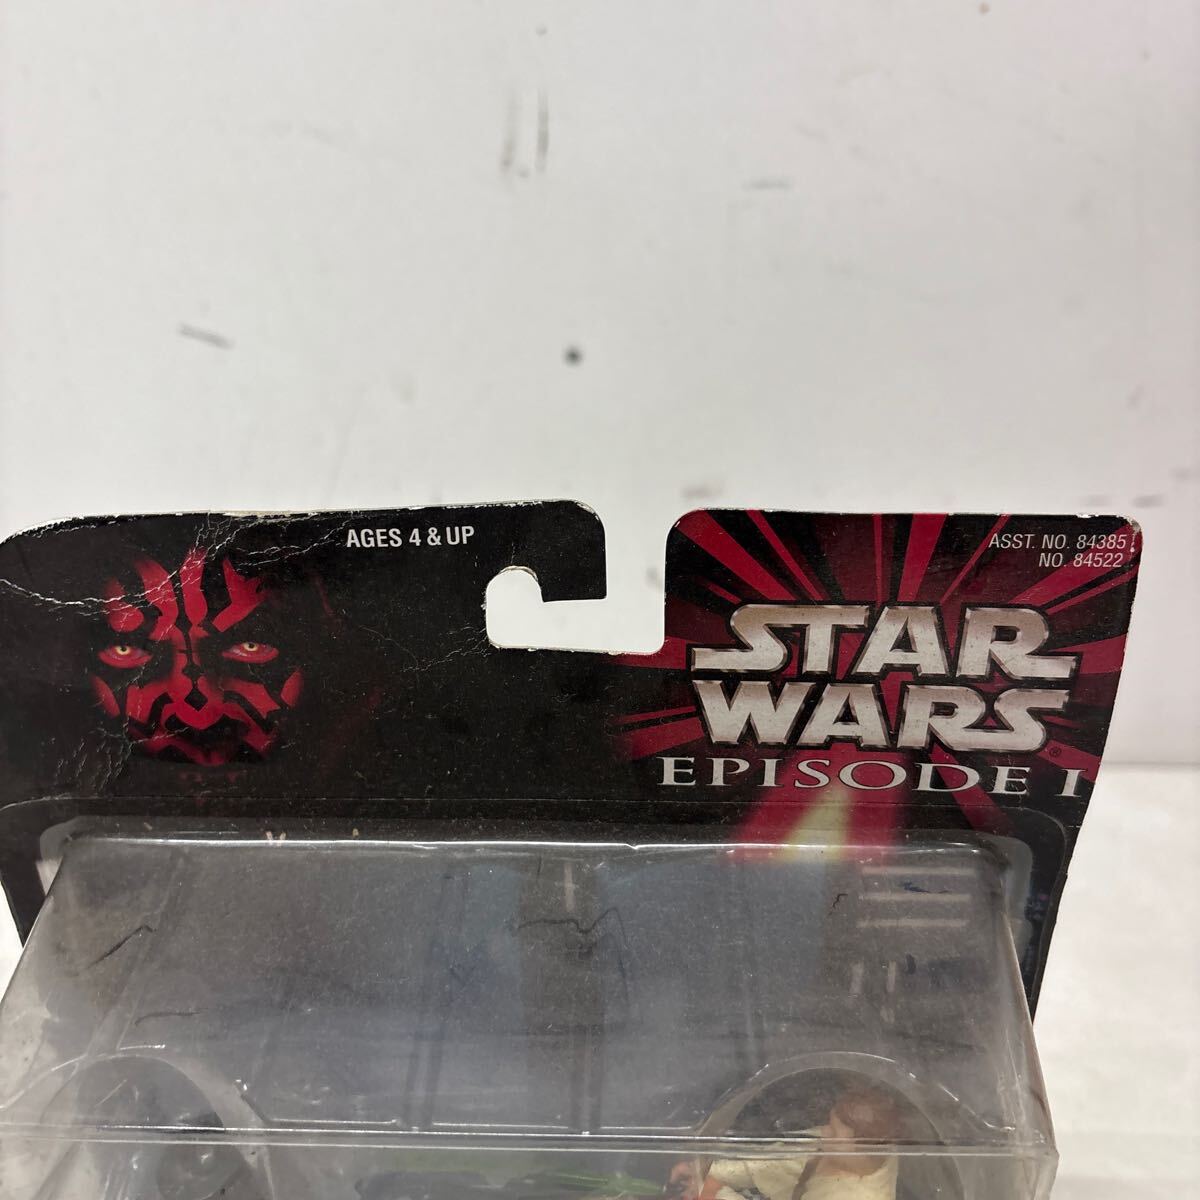 AGES 4 & UP
ASST. NO. 84385
NO. 84522
STAR
WARS®
EPISODE I